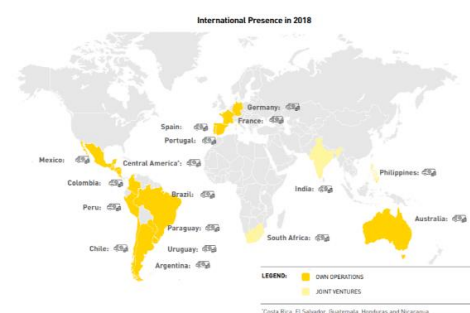 International Presence in 2018
Germany:
France:
Spain:
Portugal:
Mexico:
Central America*:
Philippines:
Colombia:
Brazil:
India:
Peru:
Australia:
Paraguay:
South Africa:
Chile:
Uruguay:
Argentina:
LEGEND:
OWN OPERATIONS
JOINT VENTURES
*Costa Rica, El Salvador, Guatemala, Honduras and Nicaragua